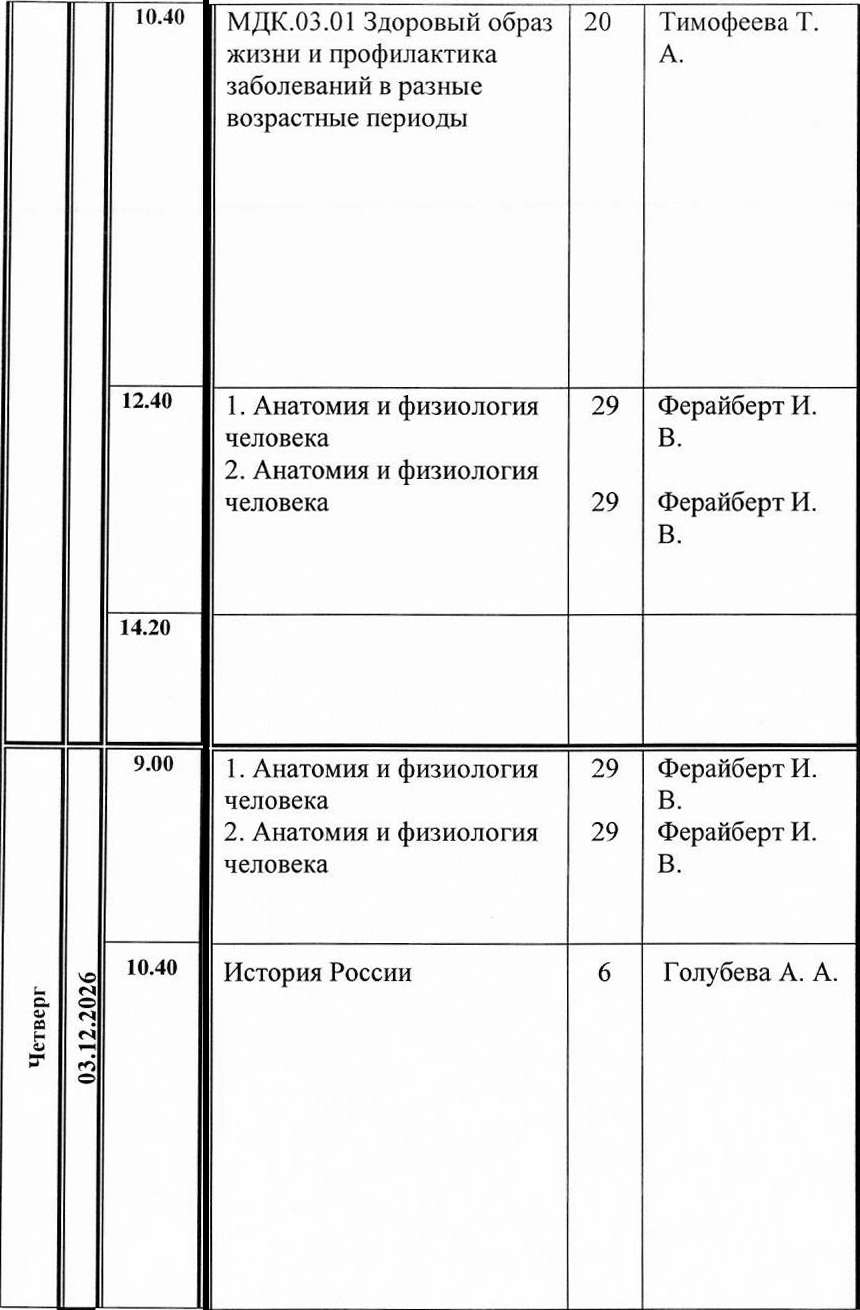 10.40
МДК.03.01 Здоровый образ
жизни и профилактика
заболеваний в разные
возрастные периоды
20
Тимофеева Т.
А.
12.40
1. Анатомия и физиология
человека
2. Анатомия и физиология
человека
29
29
Ферайберт И.
В.
Ферайберт И.
В.
14.20
Четверг
03.12.2026
9.00
1. Анатомия и физиология
человека
2. Анатомия и физиология
человека
29
29
Ферайберт И.
В.
Ферайберт И.
В.
10.40
История России
6
Голубева А. А.